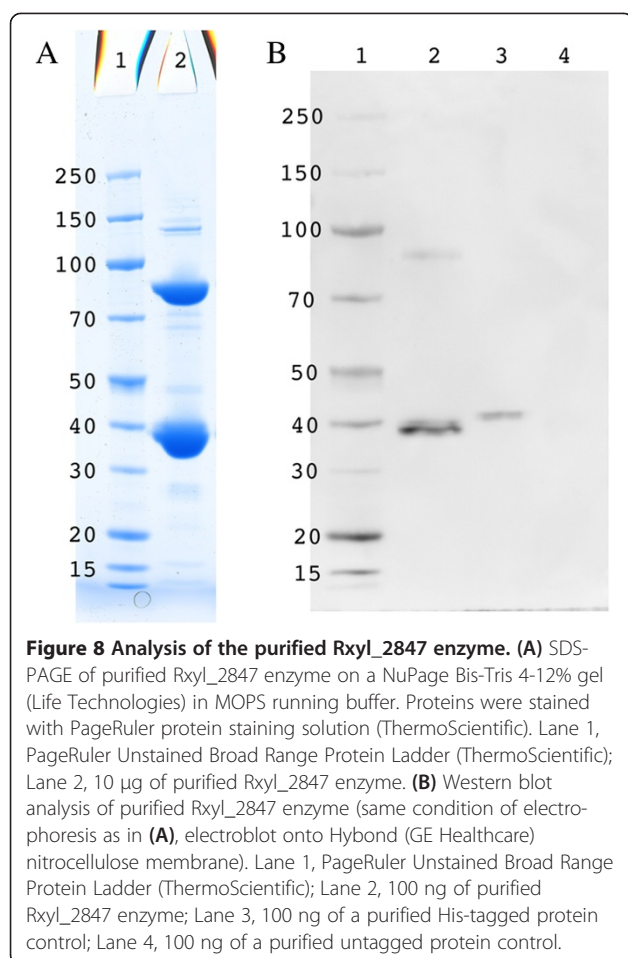 A
1 2
250
150
100
70
50
40
30
20
15
B
1 2 3 4
250
150
100
70
50
40
30
20
15
Figure 8 Analysis of the purified Rxyl_2847 enzyme. (A) SDS-
PAGE of purified Rxyl_2847 enzyme on a NuPage Bis-Tris 4-12% gel
(Life Technologies) in MOPS running buffer. Proteins were stained
with PageRuler protein staining solution (ThermoScientific). Lane 1,
PageRuler Unstained Broad Range Protein Ladder (ThermoScientific);
Lane 2, 10 μg of purified Rxyl_2847 enzyme. (B) Western blot
analysis of purified Rxyl_2847 enzyme (same condition of electro-
phoresis as in (A), electroblot onto Hybond (GE Healthcare)
nitrocellulose membrane). Lane 1, PageRuler Unstained Broad Range
Protein Ladder (ThermoScientific); Lane 2, 100 ng of purified
Rxyl_2847 enzyme; Lane 3, 100 ng of a purified His-tagged protein
control; Lane 4, 100 ng of a purified untagged protein control.